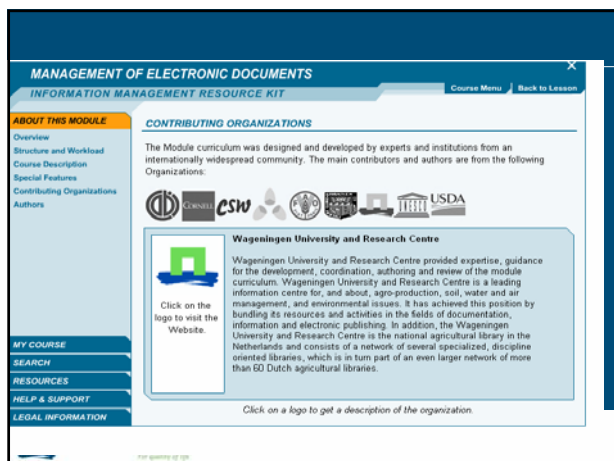 MANAGEMENT OF ELECTRONIC DOCUMENTS
INFORMATION MANAGEMENT RESOURCE KIT
Course Menu
Back to Lesson
ABOUT THIS MODULE
Overview
Structure and Workload
Course Description
Special Features
Contributing Organizations
Authors
MY COURSE
SEARCH
RESOURCES
HELP & SUPPORT
LEGAL INFORMATION
CONTRIBUTING ORGANIZATIONS
The Module curriculum was designed and developed by experts and institutions from an
internationally widespread community. The main contributors and authors are from the following
Organizations:
CORNELL
CSW
UNESCO
USDA
Click on the
logo to visit the
Website.
Wageningen University and Research Centre
Wageningen University and Research Centre provided expertise, guidance
for the development, coordination, authoring and review of the module
curriculum. Wageningen University and Research Centre is a leading
information centre for, and about, agro-production, soil, water and air
management, and environmental issues. It has achieved this position by
bundling its resources and activities in the fields of documentation,
information and electronic publishing. In addition, the Wageningen
University and Research Centre is the national agricultural library in the
Netherlands and consists of a network of several specialized, discipline
oriented libraries, which is in turn part of an even larger network of more
than 60 Dutch agricultural libraries.
Click on a logo to get a description of the organization.
For quality of life